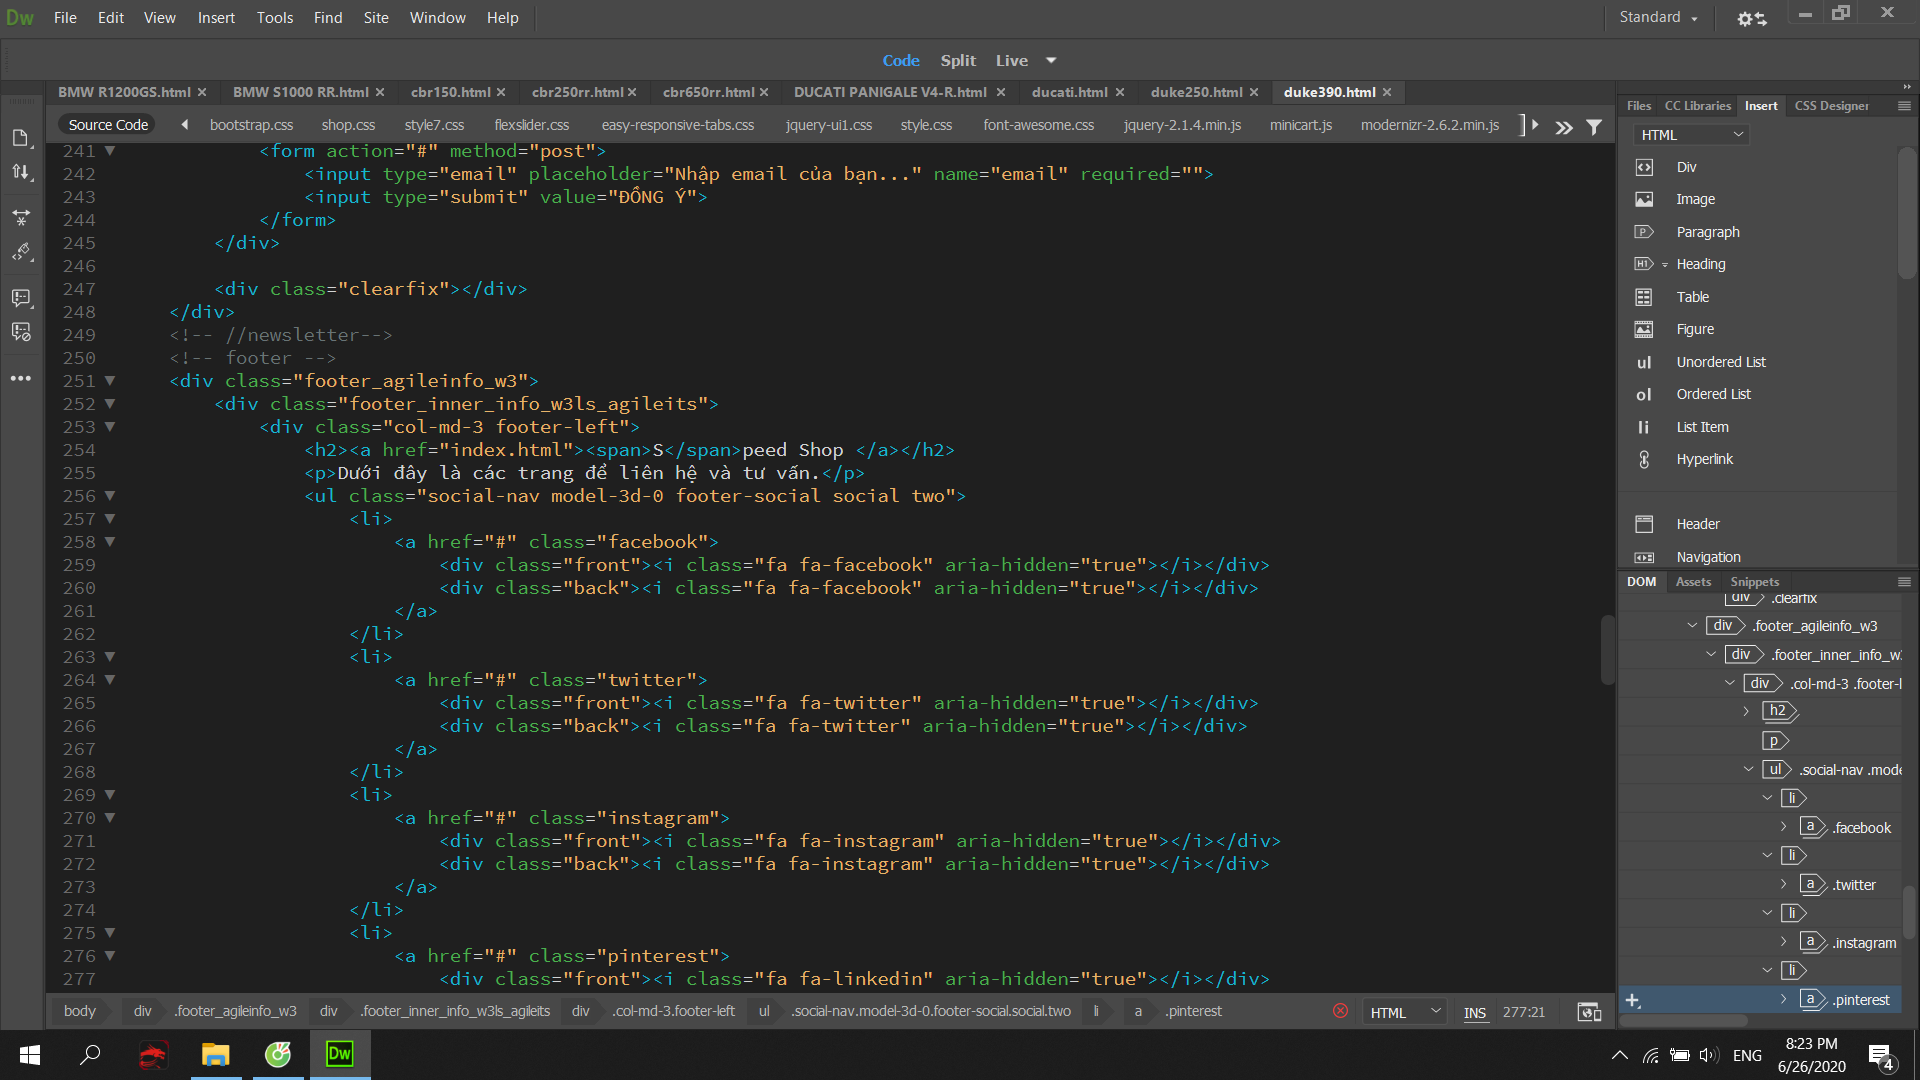 Dw File Edit View Insert Tools Find Site Window Help Standard
Code Split Live
BMW R1200GS.html BMW S1000 RR.html cbr150.html cbr250rr.html cbr650rr.html DUCATI PANIGALE V4-R.html ducati.html duke250.html duke390.html
Source Code bootstrap.css shop.css style7.css flexslider.css easy-responsive-tabs.css jquery-ui1.css style.css font-awesome.css jquery-2.1.4.min.js minicart.js modernizr-2.6.2.min.js
241 <form action="#" method="post">
242 <input type="email" placeholder="Nhập email của bạn..." name="email" required="">
243 <input type="submit" value="ĐỒNG Ý">
244 </form>
245 </div>
246
247 <div class="clearfix"></div>
248 </div>
249 <!-- //newsletter-->
250 <!-- footer -->
251 <div class="footer_agileinfo_w3">
252 <div class="footer_inner_info_w3ls_agileits">
253 <div class="col-md-3 footer-left">
254 <h2><a href="index.html"><span>S</span>peed Shop </a></h2>
255 <p>Dưới đây là các trang để liên hệ và tư vấn.</p>
256 <ul class="social-nav model-3d-0 footer-social social two">
257 <li>
258 <a href="#" class="facebook">
259 <div class="front"><i class="fa fa-facebook" aria-hidden="true"></i></div>
260 <div class="back"><i class="fa fa-facebook" aria-hidden="true"></i></div>
261 </a>
262 </li>
263 <li>
264 <a href="#" class="twitter">
265 <div class="front"><i class="fa fa-twitter" aria-hidden="true"></i></div>
266 <div class="back"><i class="fa fa-twitter" aria-hidden="true"></i></div>
267 </a>
268 </li>
269 <li>
270 <a href="#" class="instagram">
271 <div class="front"><i class="fa fa-instagram" aria-hidden="true"></i></div>
272 <div class="back"><i class="fa fa-instagram" aria-hidden="true"></i></div>
273 </a>
274 </li>
275 <li>
276 <a href="#" class="pinterest">
277 <div class="front"><i class="fa fa-linkedin" aria-hidden="true"></i></div>
body div .footer_agileinfo_w3 div .footer_inner_info_w3ls_agileits div .col-md-3.footer-left ul .social-nav.model-3d-0.footer-social.social.two li a .pinterest HTML INS 277:21
Files CC Libraries Insert CSS Designer
HTML
Div
Image
Paragraph
Heading
Table
Figure
ul Unordered List
ol Ordered List
li List Item
Hyperlink
Header
Navigation
DOM Assets Snippets
div .clearfix
div .footer_agileinfo_w3
div .footer_inner_info_w
div .col-md-3 .footer-l
h2
p
ul .social-nav .mode
li
a .facebook
li
a .twitter
li
a .instagram
li
a .pinterest
Dw
ENG
8:23 PM
6/26/2020
4